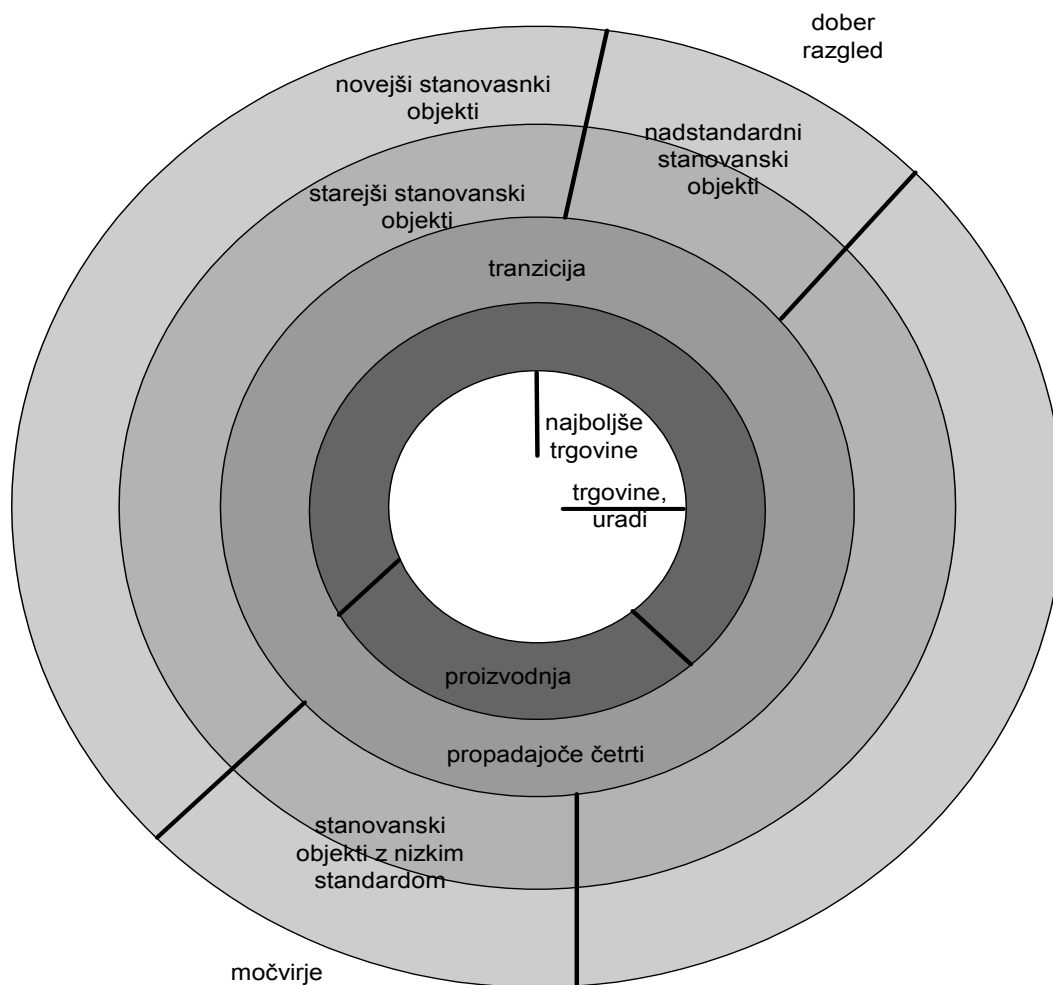 dober
razgled
novejši stanovasnki
objekti
nadstandardni
stanovanski
objekti
starejši stanovanski
objekti
tranzicija
najboljše
trgovine
trgovine,
uradi
proizvodnja
propadajoče četrti
stanovanski
objekti z nizkim
standardom
močvirje